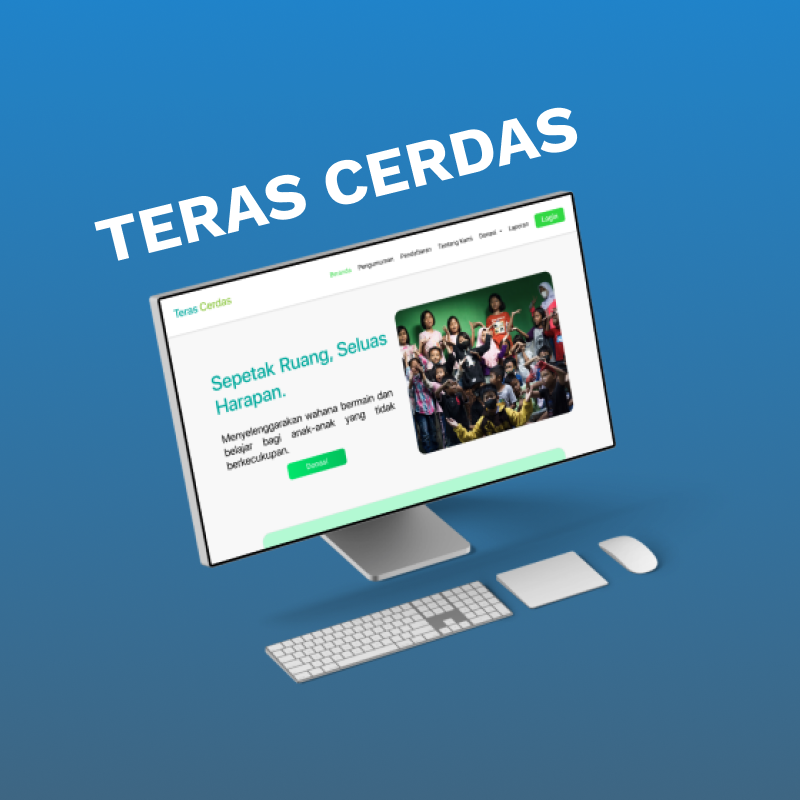 TERAS CERDAS
Teras Cerdas
Beranda Pengumuman Pendaftaran Tentang Kami Donasi Laporan Login
Sepetak Ruang, Seluas
Harapan.
Menyelenggarakan wahana bermain dan
belajar bagi anak-anak yang tidak
berkecukupan.
Donasi